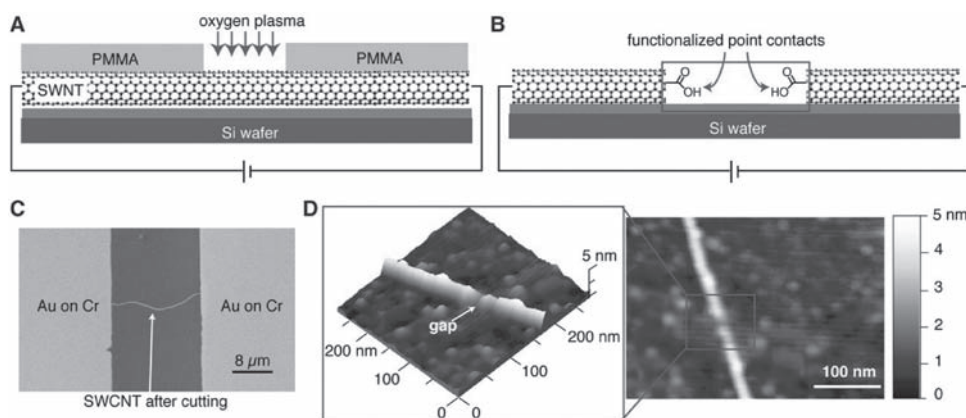 A
oxygen plasma
PMMA
PMMA
SWNT
Si wafer
B
functionalized point contacts
O
OH
O
HO
Si wafer
C
Au on Cr
Au on Cr
8 µm
SWCNT after cutting
D
5 nm
gap
200 nm
200 nm
100
100
0
0
100 nm
5 nm
4
3
2
1
0